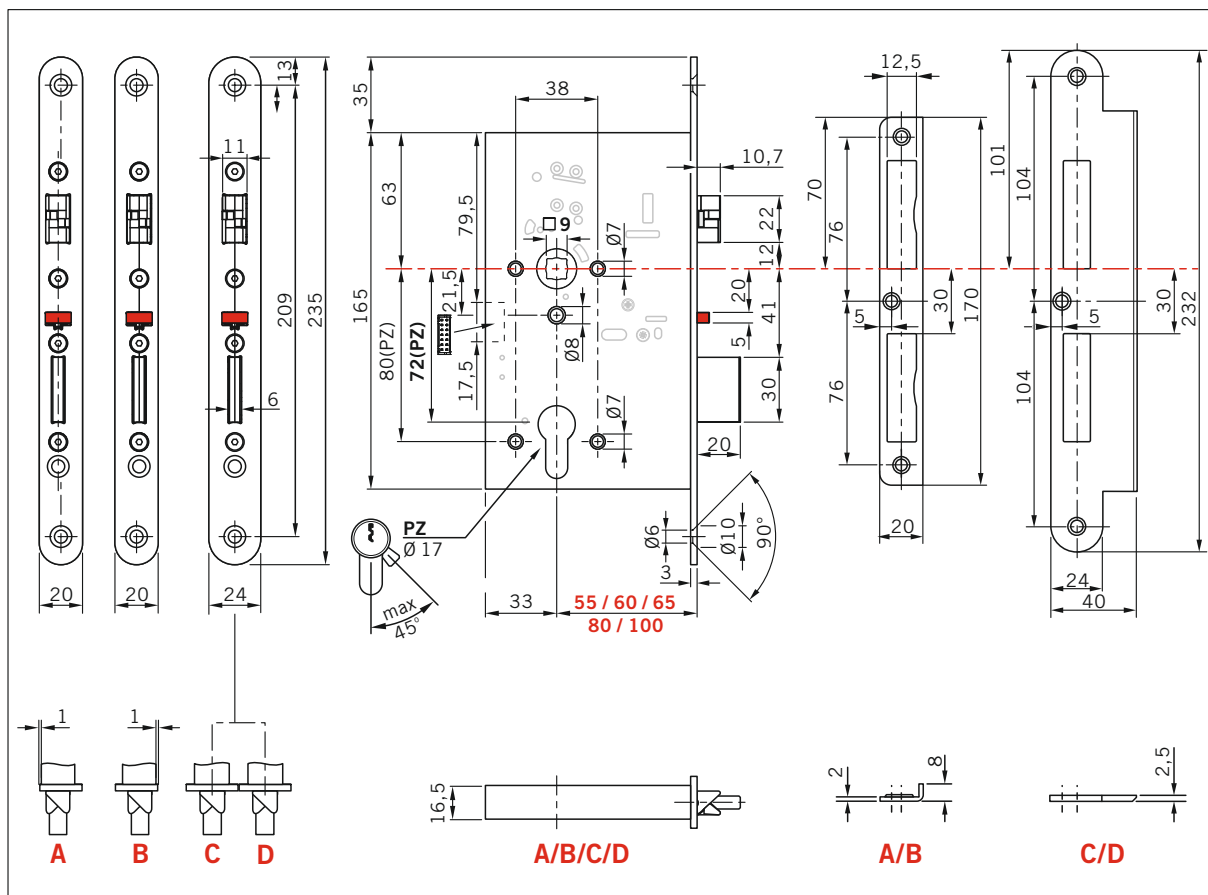 13
11
209
235
6
20
20
24
35
38
63
79,5
9
Ø7
10,7
22
12
165
21,5
80(PZ)
72(PZ)
17,5
Ø8
20
41
5
30
Ø7
20
PZ
Ø 17
max
45°
Ø6
Ø10
90°
3
33
55 / 60 / 65
80 / 100
12,5
70
76
5
30
170
76
20
101
104
5
30
232
104
24
40
1
1
16,5
2
8
2,5
A
B
C
D
A/B/C/D
A/B
C/D